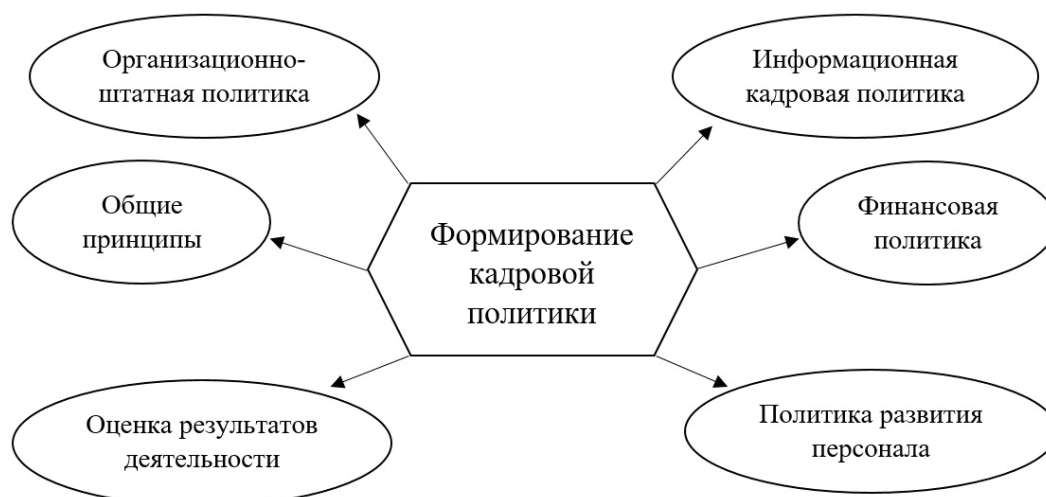 Организационно-
штатная политика
Информационная
кадровая политика
Общие
принципы
Формирование
кадровой
политики
Финансовая
политика
Оценка результатов
деятельности
Политика развития
персонала